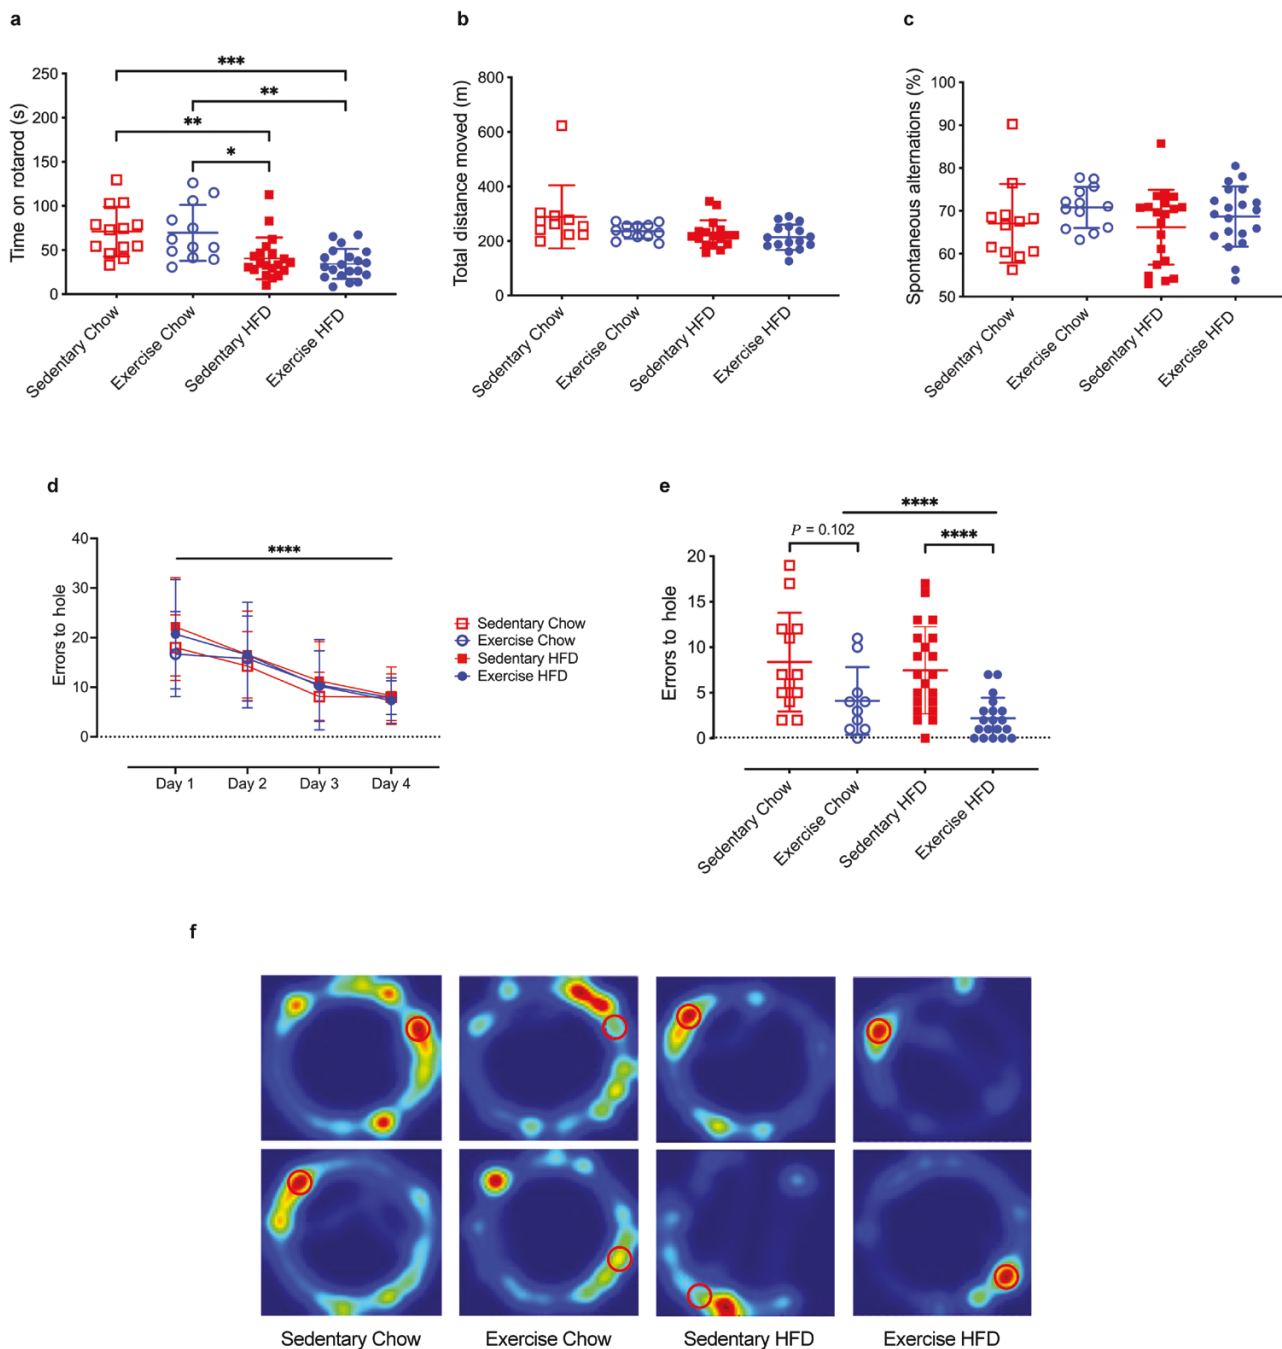 a
Time on rotarod (s)
250
200
150
100
50
0
***
**
**
*
Sedentary Chow
Exercise Chow
Sedentary HFD
Exercise HFD
b
Total distance moved (m)
800
600
400
200
0
Sedentary Chow
Exercise Chow
Sedentary HFD
Exercise HFD
c
Spontaneous alternations (%)
100
90
80
70
60
50
Sedentary Chow
Exercise Chow
Sedentary HFD
Exercise HFD
d
Errors to hole
40
30
20
10
0
****
Day 1
Day 2
Day 3
Day 4
Sedentary Chow
Exercise Chow
Sedentary HFD
Exercise HFD
e
Errors to hole
20
15
10
5
0
****
P = 0.102
****
Sedentary Chow
Exercise Chow
Sedentary HFD
Exercise HFD
f
Sedentary Chow
Exercise Chow
Sedentary HFD
Exercise HFD